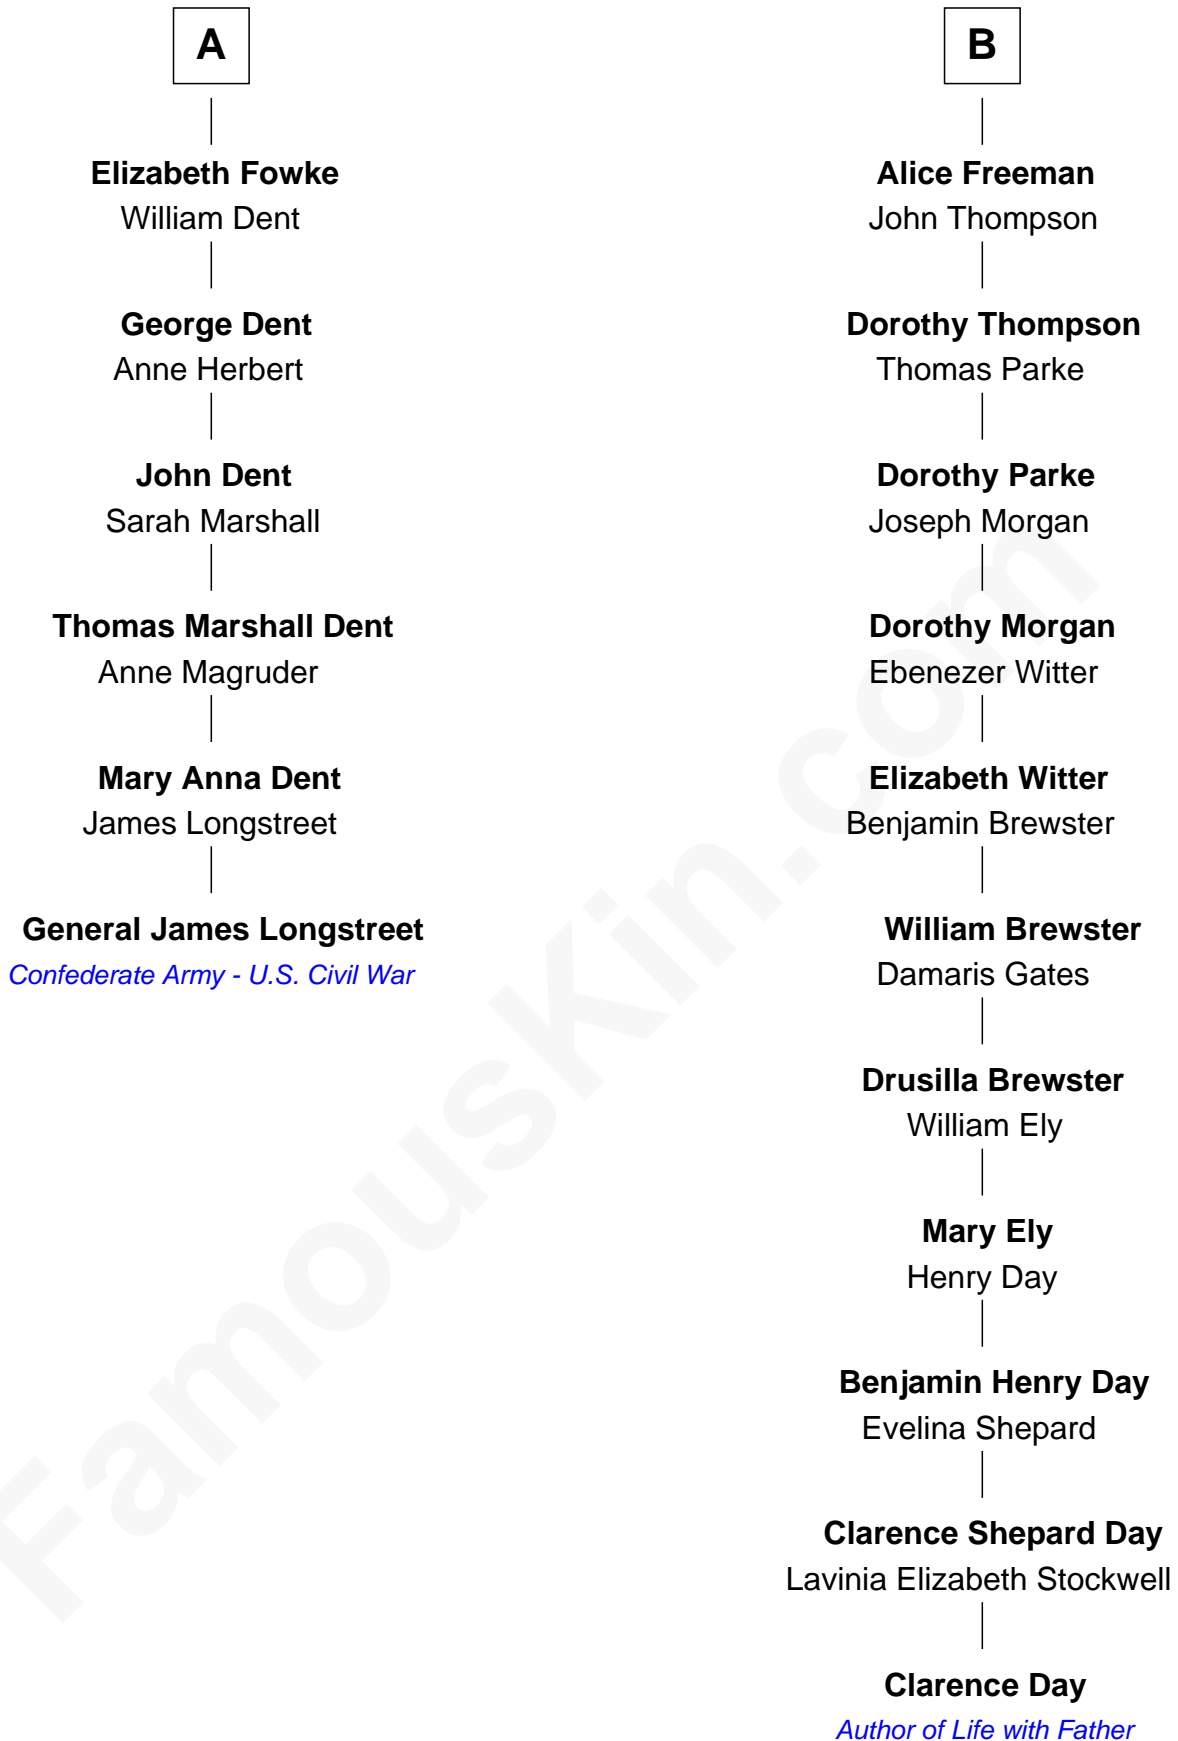 A
Elizabeth Fowke
William Dent
George Dent
Anne Herbert
John Dent
Sarah Marshall
Thomas Marshall Dent
Anne Magruder
Mary Anna Dent
James Longstreet
General James Longstreet
Confederate Army - U.S. Civil War
B
Alice Freeman
John Thompson
Dorothy Thompson
Thomas Parke
Dorothy Parke
Joseph Morgan
Dorothy Morgan
Ebenezer Witter
Elizabeth Witter
Benjamin Brewster
William Brewster
Damaris Gates
Drusilla Brewster
William Ely
Mary Ely
Henry Day
Benjamin Henry Day
Evelina Shepard
Clarence Shepard Day
Lavinia Elizabeth Stockwell
Clarence Day
Author of Life with Father
FamousKin.com